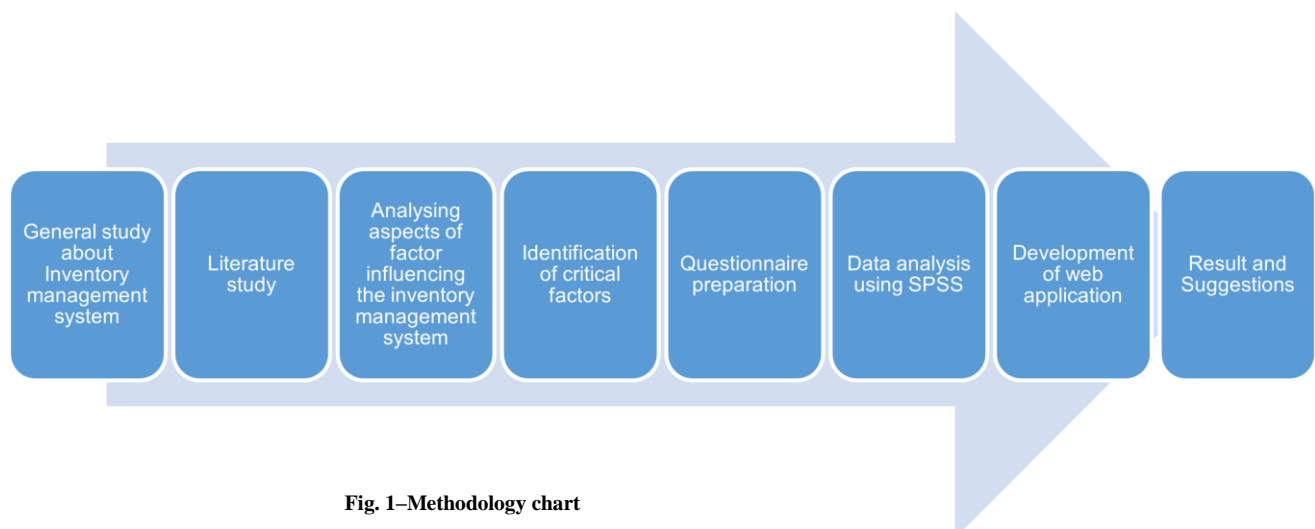 General study
about
Inventory
management
system
Literature
study
Analysing
aspects of
factor
influencing
the inventory
management
system
Identification
of critical
factors
Questionnaire
preparation
Data analysis
using SPSS
Development
of web
application
Result and
Suggestions
Fig. 1–Methodology chart